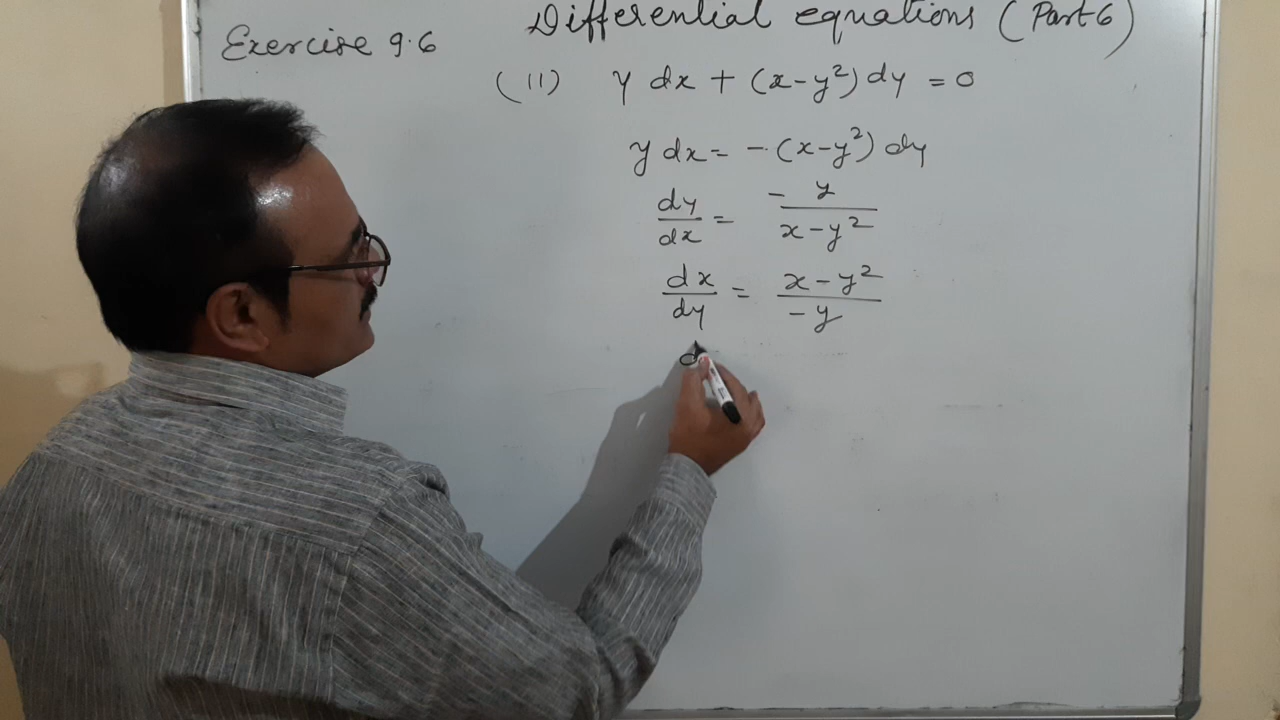 Differential equations (Part 6)
Exercise 9.6
(11) y dx + (x-y²) dy = 0
y dx = -(x-y²) dy
dy/dx = -y/x-y²
dx/dy = x-y²/-y
d